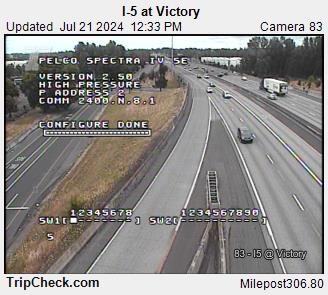 I-5 at Victory
Updated Jul 21 2024 12:33 PM Camera 83
PELCO SPECTRA IV SE
VERSION 2.50
HIGH PRESSURE
P ADDRESS 2
COMM 2400,N,8,1
CONFIGURE DONE
12345678 1234567890
SW1[ ] SW2[ ]
S
83 - I5 @ Victory
TripCheck.com Milepost306.80